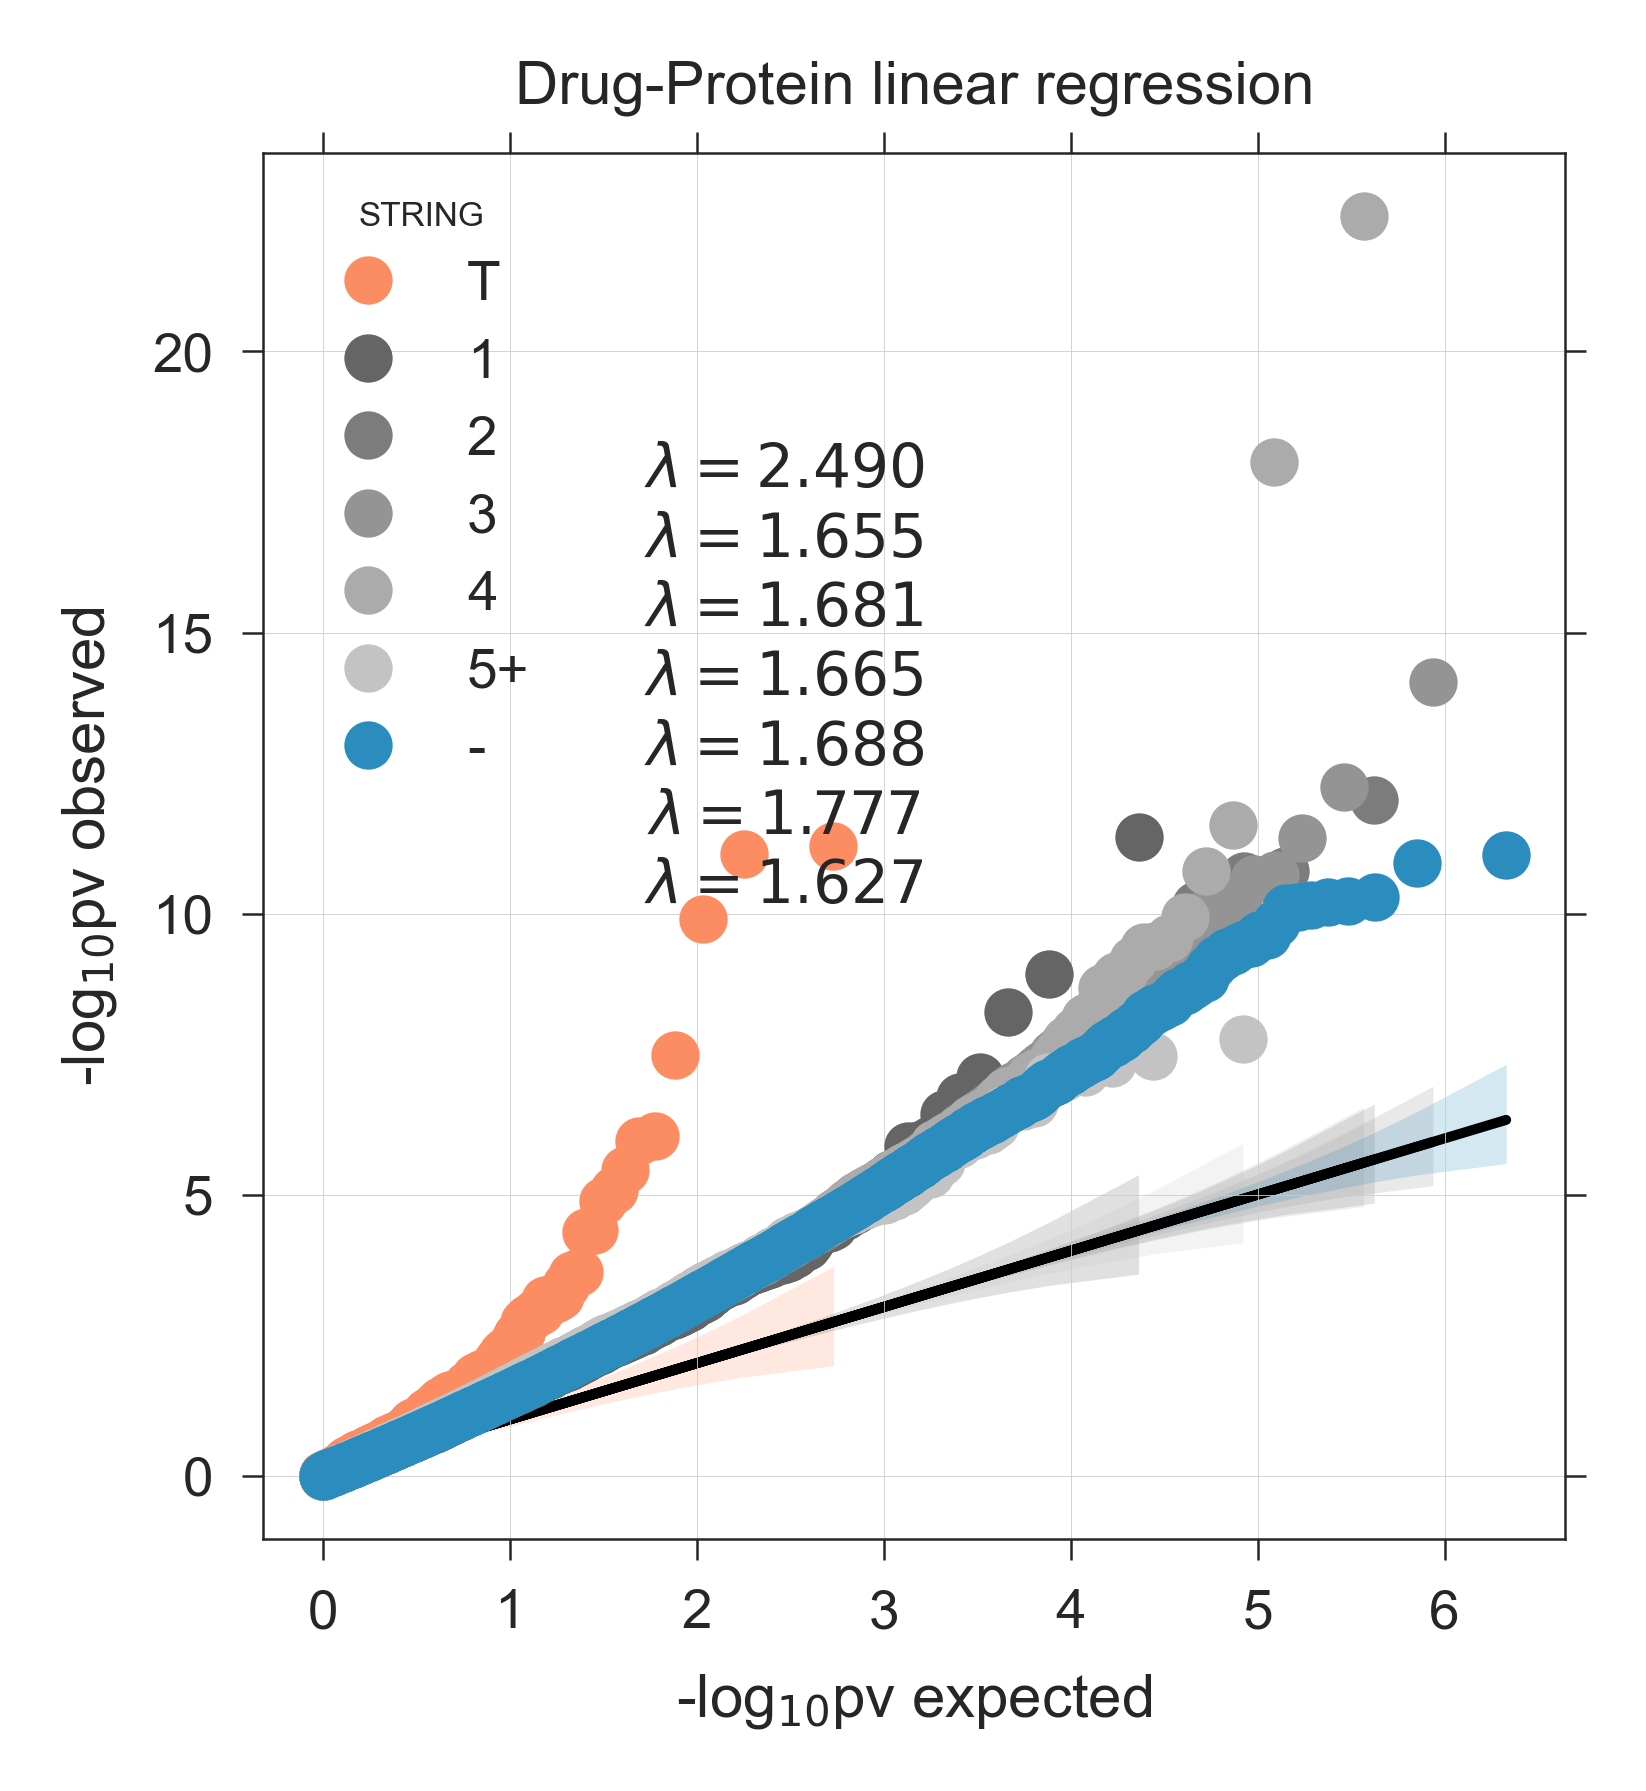 Drug-Protein linear regression
STRING
T
1
2
3
4
5+
-
λ = 2.490
λ = 1.655
λ = 1.681
λ = 1.665
λ = 1.688
λ = 1.777
λ = 1.627
20
15
10
5
0
-log₁₀pv observed
0 1 2 3 4 5 6
-log₁₀pv expected